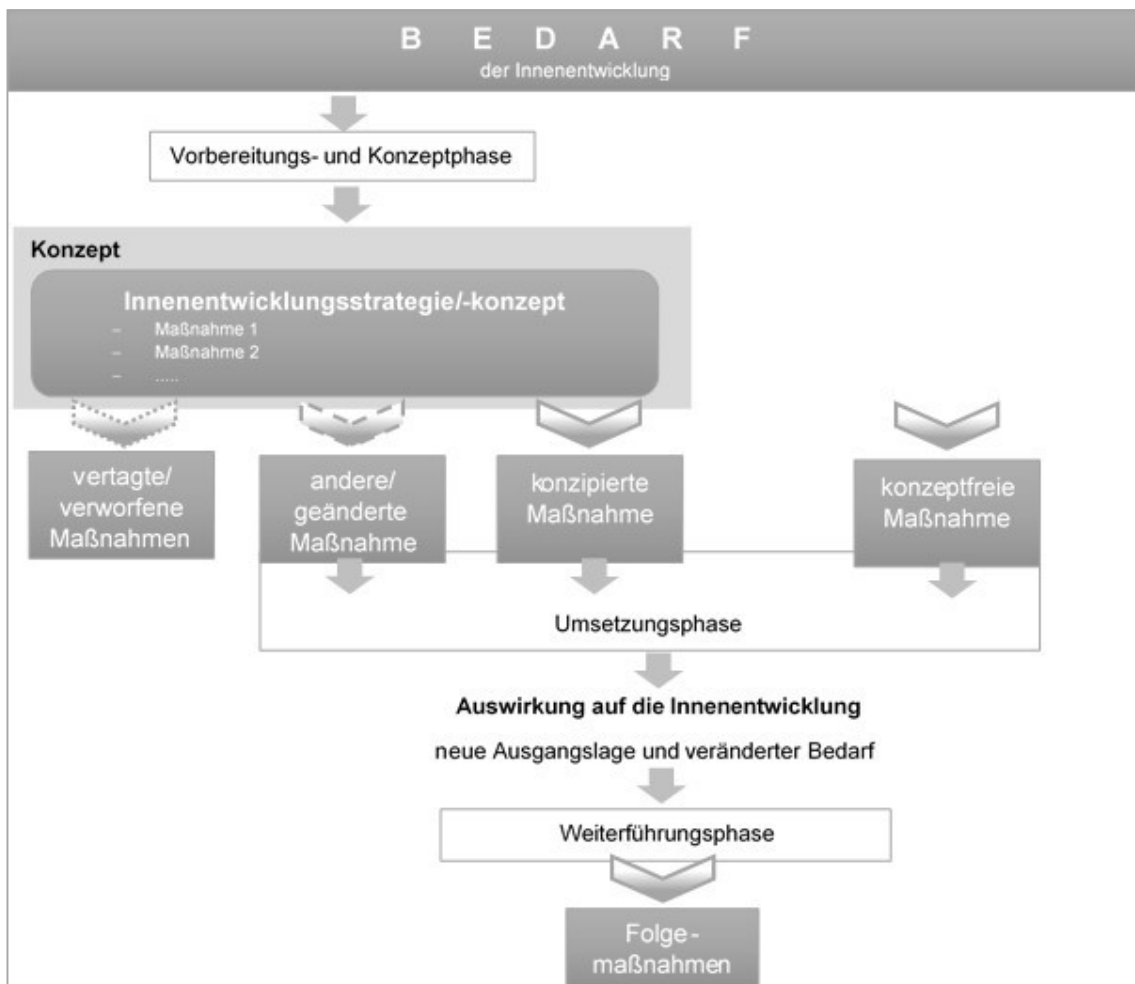 B E D A R F
der Innenentwicklung
Vorbereitungs- und Konzeptphase
Konzept
Innenentwicklungsstrategie/-konzept
– Maßnahme 1
– Maßnahme 2
– .....
vertagte/
verworfene
Maßnahmen
andere/
geänderte
Maßnahme
konzipierte
Maßnahme
konzeptfreie
Maßnahme
Umsetzungsphase
Auswirkung auf die Innenentwicklung
neue Ausgangslage und veränderter Bedarf
Weiterführungsphase
Folge-
maßnahmen